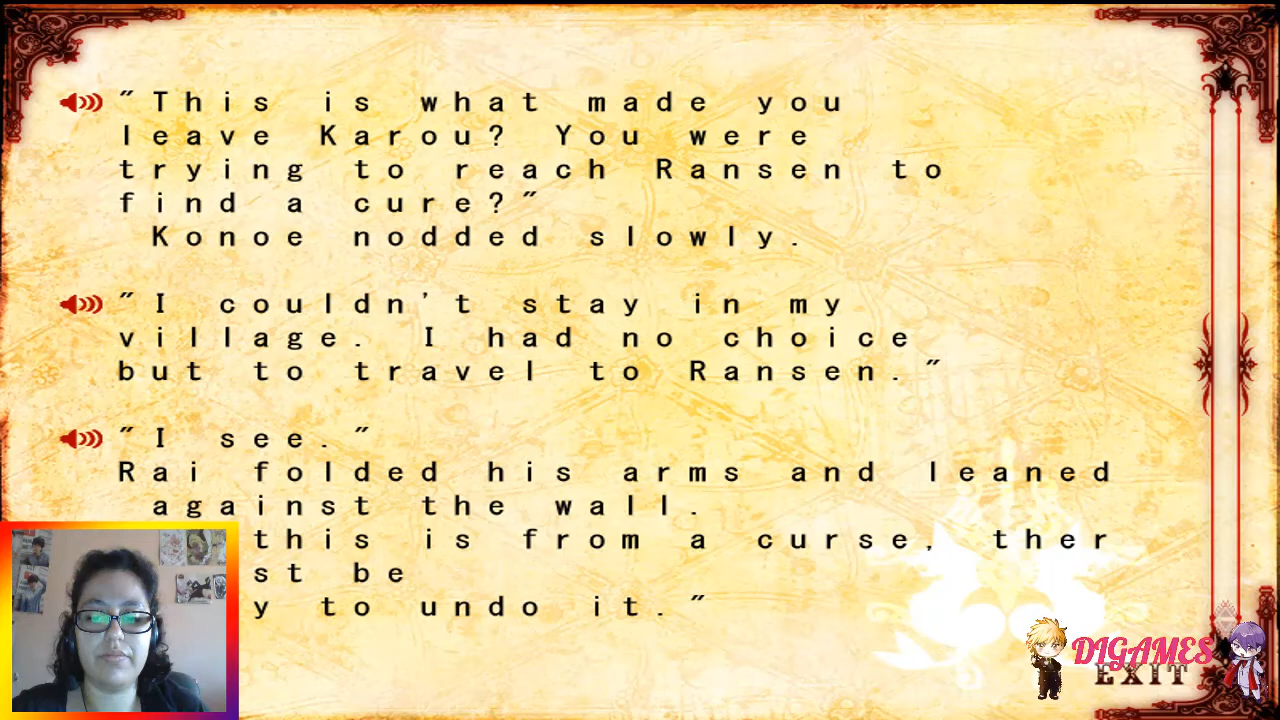 "This is what made you
leave Karou? You were
trying to reach Ransen to
find a cure?"
Konoe nodded slowly.
"I couldn't stay in my
village. I had no choice
but to travel to Ransen."
"I see."
Rai folded his arms and leaned
against the wall.
this is from a curse, ther
st be
y to undo it."
DIGAMES
EXIT